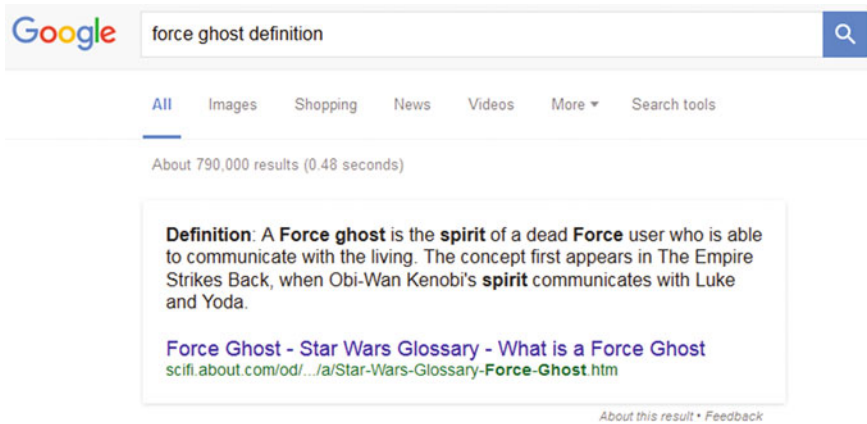 Google force ghost definition
All Images Shopping News Videos More Search tools
About 790,000 results (0.48 seconds)
Definition: A Force ghost is the spirit of a dead Force user who is able
to communicate with the living. The concept first appears in The Empire
Strikes Back, when Obi-Wan Kenobi's spirit communicates with Luke
and Yoda.
Force Ghost - Star Wars Glossary - What is a Force Ghost
scifi.about.com/od/.../a/Star-Wars-Glossary-Force-Ghost.htm
About this result • Feedback